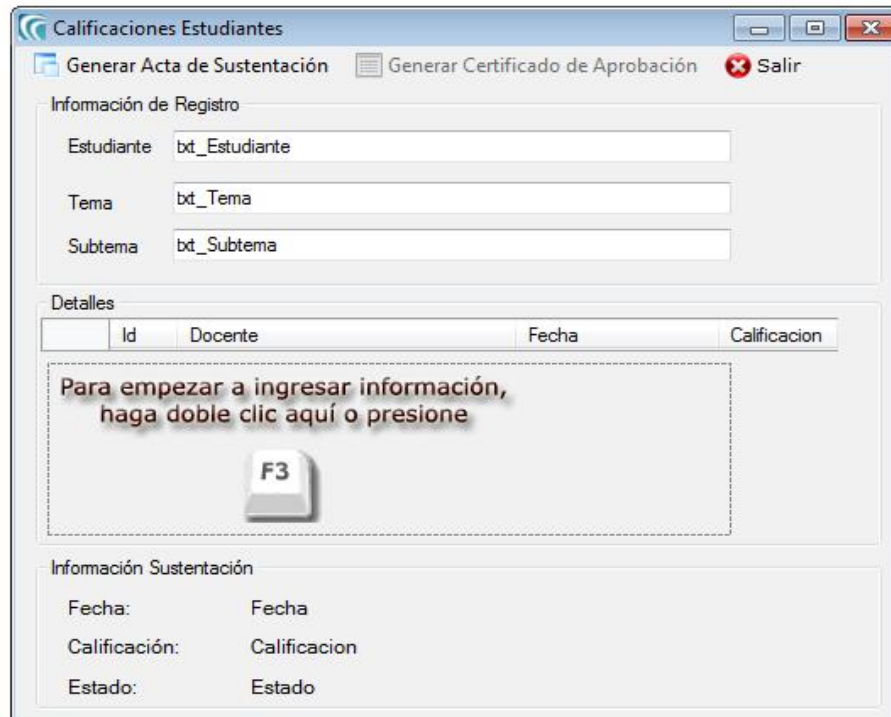 Calificaciones Estudiantes
Generar Acta de Sustentación Generar Certificado de Aprobación Salir
Información de Registro
Estudiante txt_Estudiante
Tema txt_Tema
Subtema txt_Subtema
Detalles
Id Docente Fecha Calificacion
Para empezar a ingresar información,
haga doble clic aquí o presione
F3
Información Sustentación
Fecha: Fecha
Calificación: Calificacion
Estado: Estado